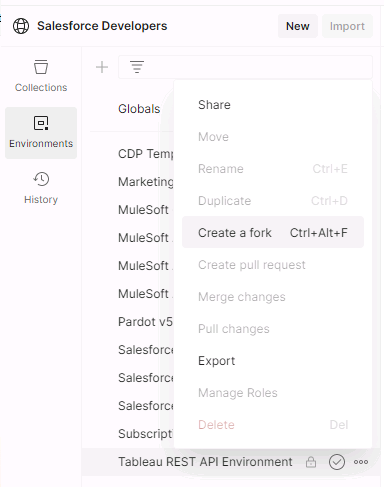 Salesforce Developers
New
Import
Collections
Environments
History
Globals
CDP Temp
Marketing
MuleSoft
MuleSoft
MuleSoft
MuleSoft
Pardot v5
Salesforce
Salesforce
Salesforce
Subscript
Tableau REST API Environment
Share
Move
Rename Ctrl+E
Duplicate Ctrl+D
Create a fork Ctrl+Alt+F
Create pull request
Merge changes
Pull changes
Export
Manage Roles
Delete Del